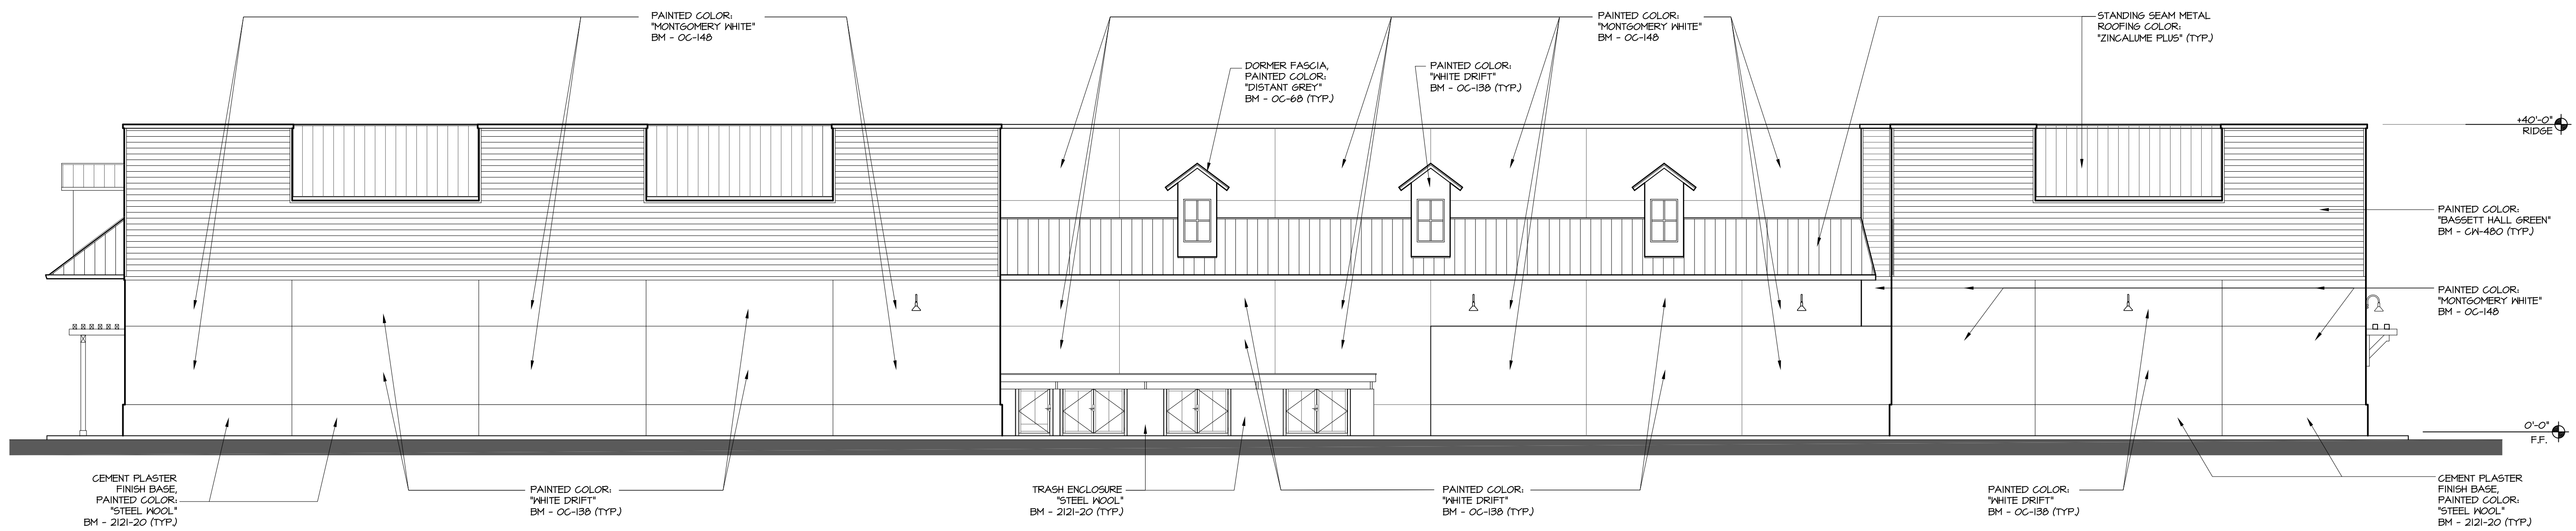 PAINTED COLOR:
"MONTGOMERY WHITE"
BM - OC-148
PAINTED COLOR:
"MONTGOMERY WHITE"
BM - OC-148
STANDING SEAM METAL
ROOFING COLOR:
"ZINCALUME PLUS" (TYP.)
DORMER FASCIA,
PAINTED COLOR:
"DISTANT GREY"
BM - OC-68 (TYP.)
PAINTED COLOR:
"WHITE DRIFT"
BM - OC-138 (TYP.)
+40'-0"
RIDGE
PAINTED COLOR:
"BASSETT HALL GREEN"
BM - CW-480 (TYP.)
PAINTED COLOR:
"MONTGOMERY WHITE"
BM - OC-148
0'-0"
F.F.
CEMENT PLASTER
FINISH BASE,
PAINTED COLOR:
"STEEL WOOL"
BM - 2121-20 (TYP.)
PAINTED COLOR:
"WHITE DRIFT"
BM - OC-138 (TYP.)
TRASH ENCLOSURE
"STEEL WOOL"
BM - 2121-20 (TYP.)
PAINTED COLOR:
"WHITE DRIFT"
BM - OC-138 (TYP.)
PAINTED COLOR:
"WHITE DRIFT"
BM - OC-138 (TYP.)
CEMENT PLASTER
FINISH BASE,
PAINTED COLOR:
"STEEL WOOL"
BM - 2121-20 (TYP.)